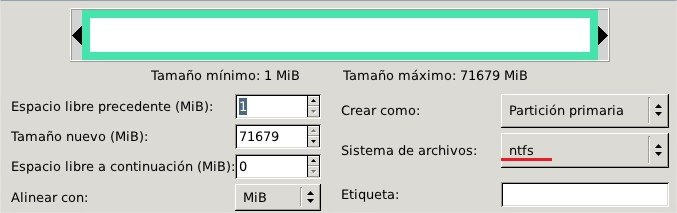 Tamaño mínimo: 1 MiB Tamaño máximo: 71679 MiB
Espacio libre precedente (MiB): 1 Crear como: Partición primaria
Tamaño nuevo (MiB): 71679
Sistema de archivos: ntfs
Espacio libre a continuación (MiB): 0
Alinear con: MiB Etiqueta: